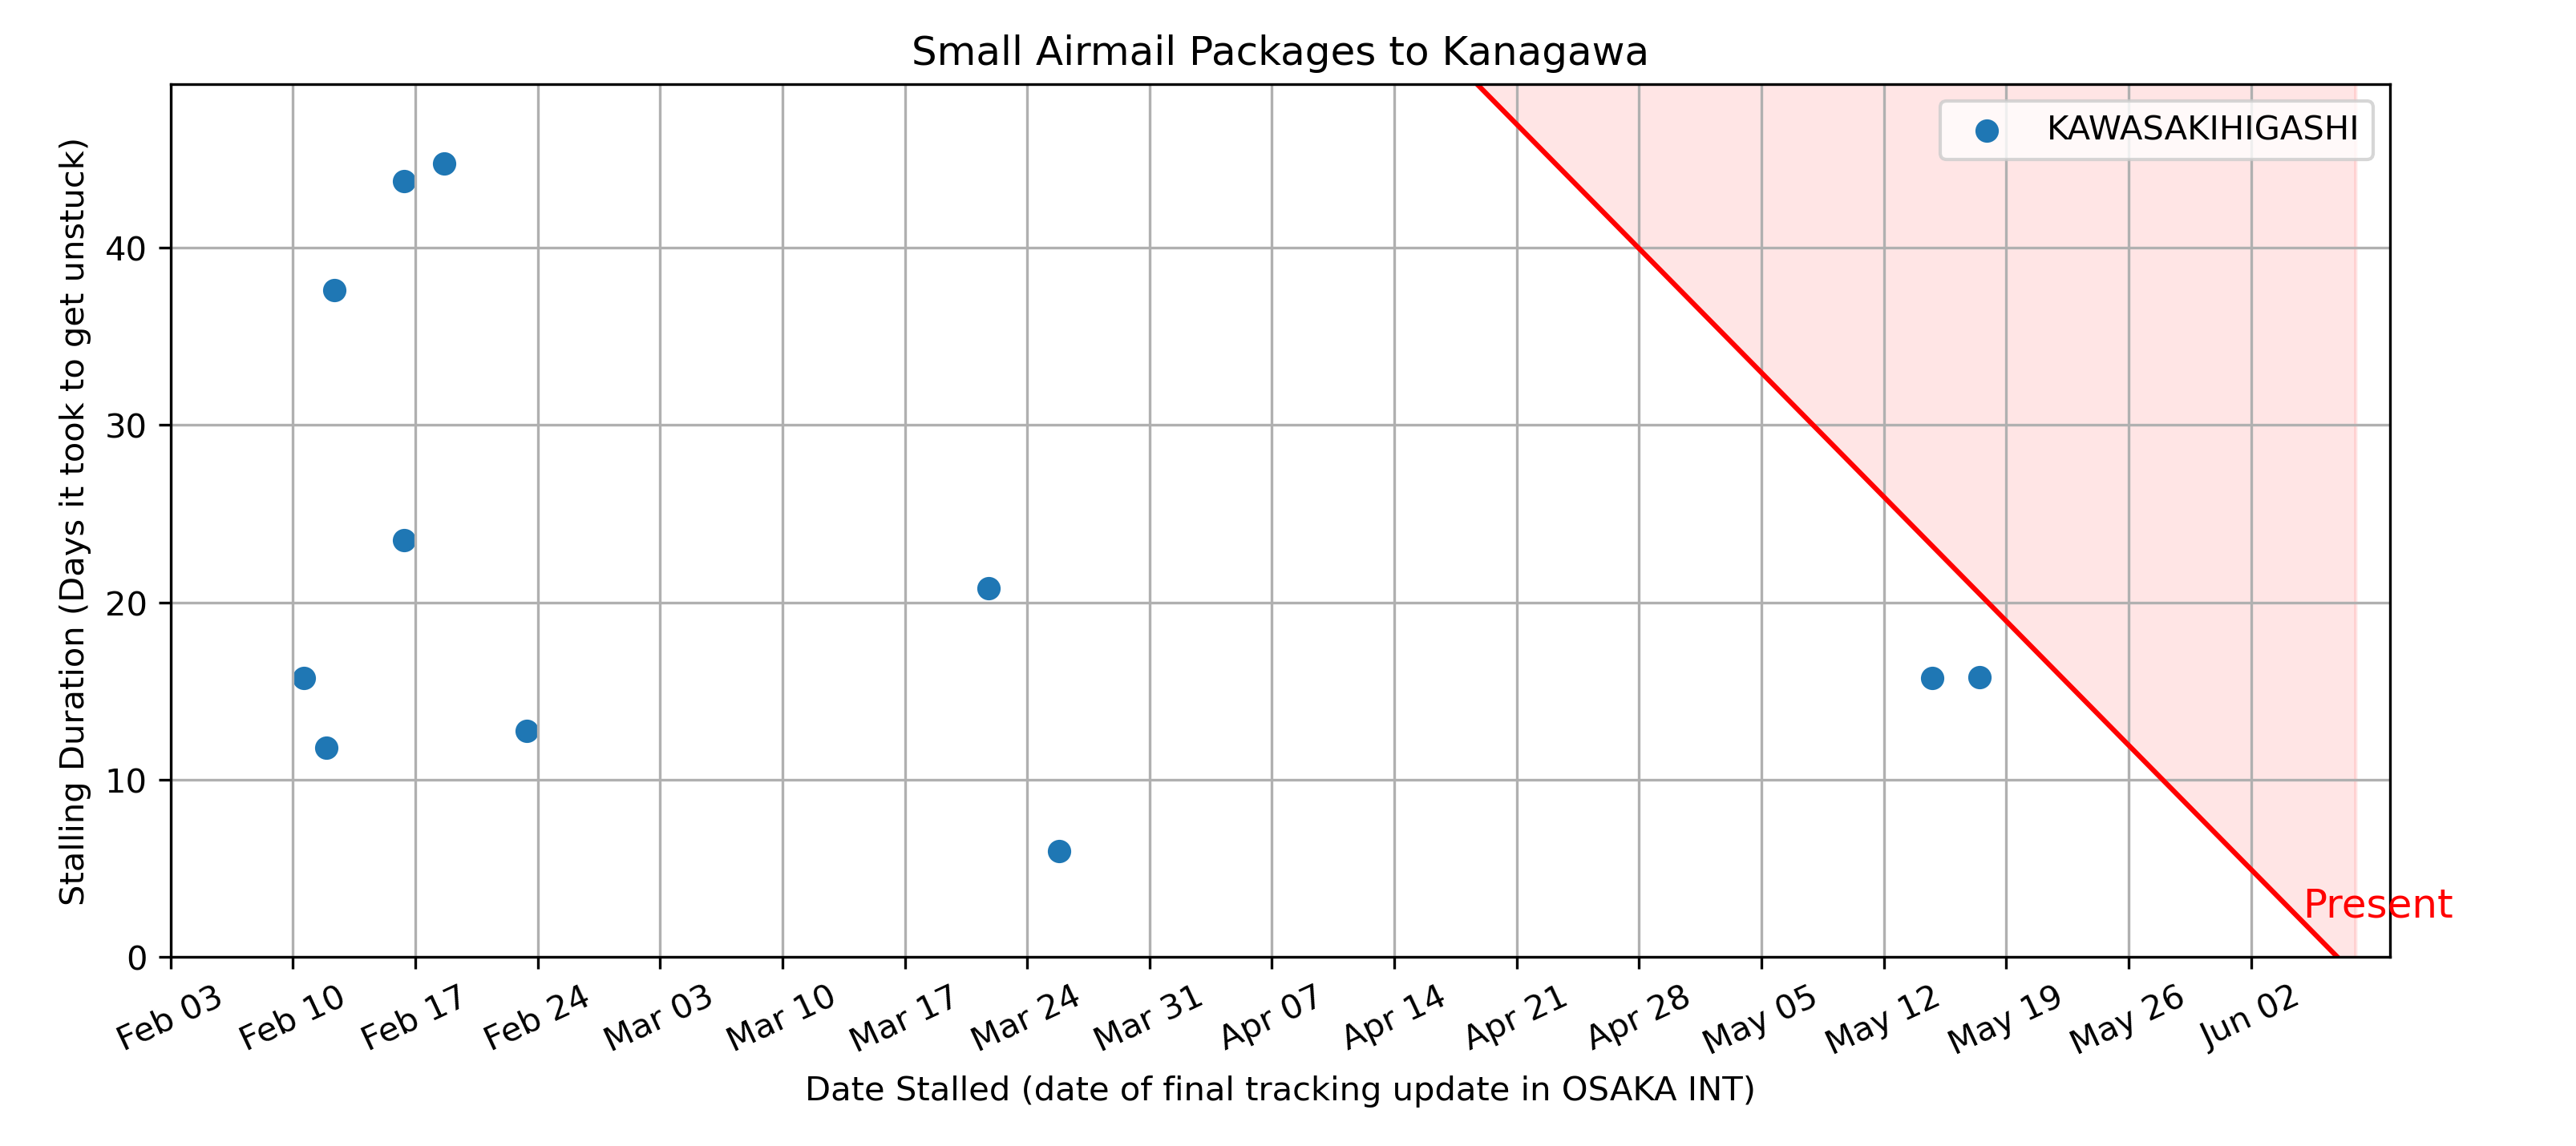 Small Airmail Packages to Kanagawa
KAWASAKIHIGASHI
Stalling Duration (Days it took to get unstuck)
40
30
20
10
0
Present
Feb 03
Feb 10
Feb 17
Feb 24
Mar 03
Mar 10
Mar 17
Mar 24
Mar 31
Apr 07
Apr 14
Apr 21
Apr 28
May 05
May 12
May 19
May 26
Jun 02
Date Stalled (date of final tracking update in OSAKA INT)